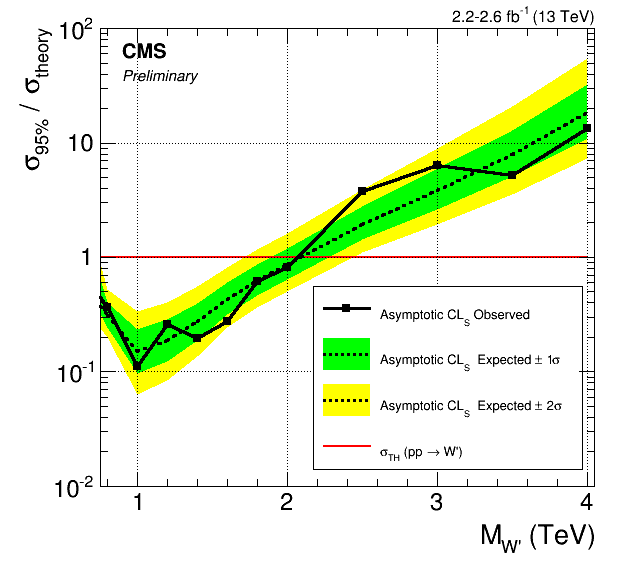 2.2-2.6 fb⁻¹ (13 TeV)
CMS
Preliminary
σ95% / σtheory
10²
10
1
10⁻¹
10⁻²
Asymptotic CLS Observed
Asymptotic CLS Expected ± 1σ
Asymptotic CLS Expected ± 2σ
σTH (pp → W')
1 2 3 4
MW' (TeV)